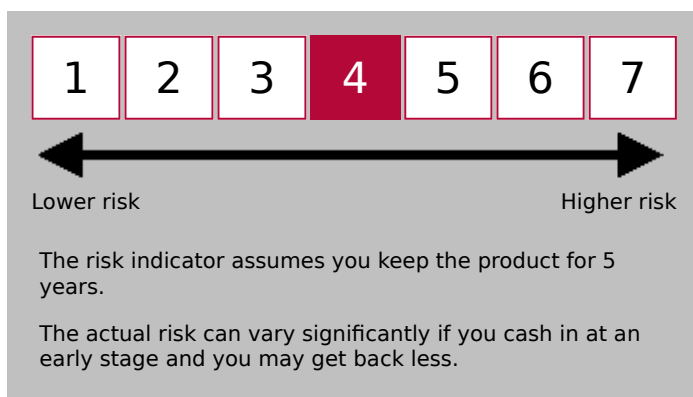 1 2 3 4 5 6 7
Lower risk Higher risk
The risk indicator assumes you keep the product for 5
years.
The actual risk can vary significantly if you cash in at an
early stage and you may get back less.